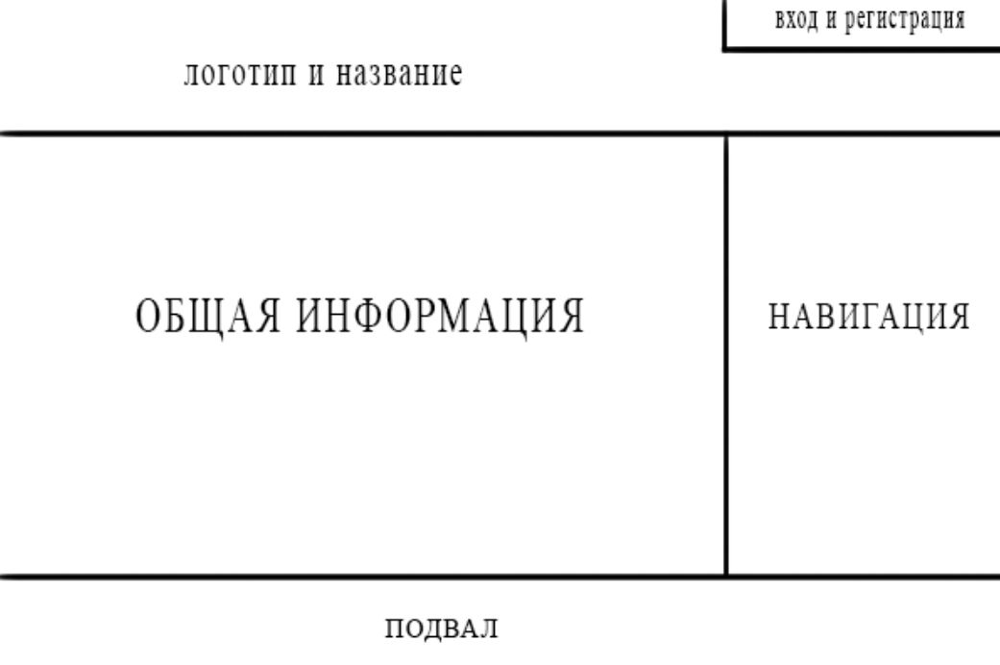 вход и регистрация
логотип и название
ОБЩАЯ ИНФОРМАЦИЯ
НАВИГАЦИЯ
ПОДВАЛ